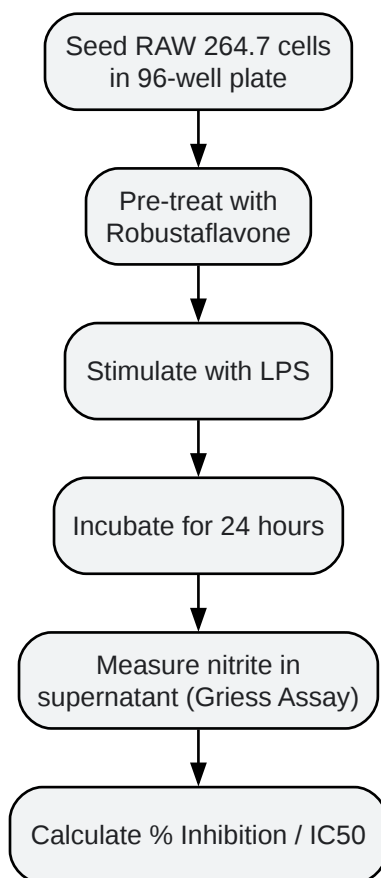 Seed RAW 264.7 cells
in 96-well plate
Pre-treat with
Robustaflavone
Stimulate with LPS
Incubate for 24 hours
Measure nitrite in
supernatant (Griess Assay)
Calculate % Inhibition / IC50